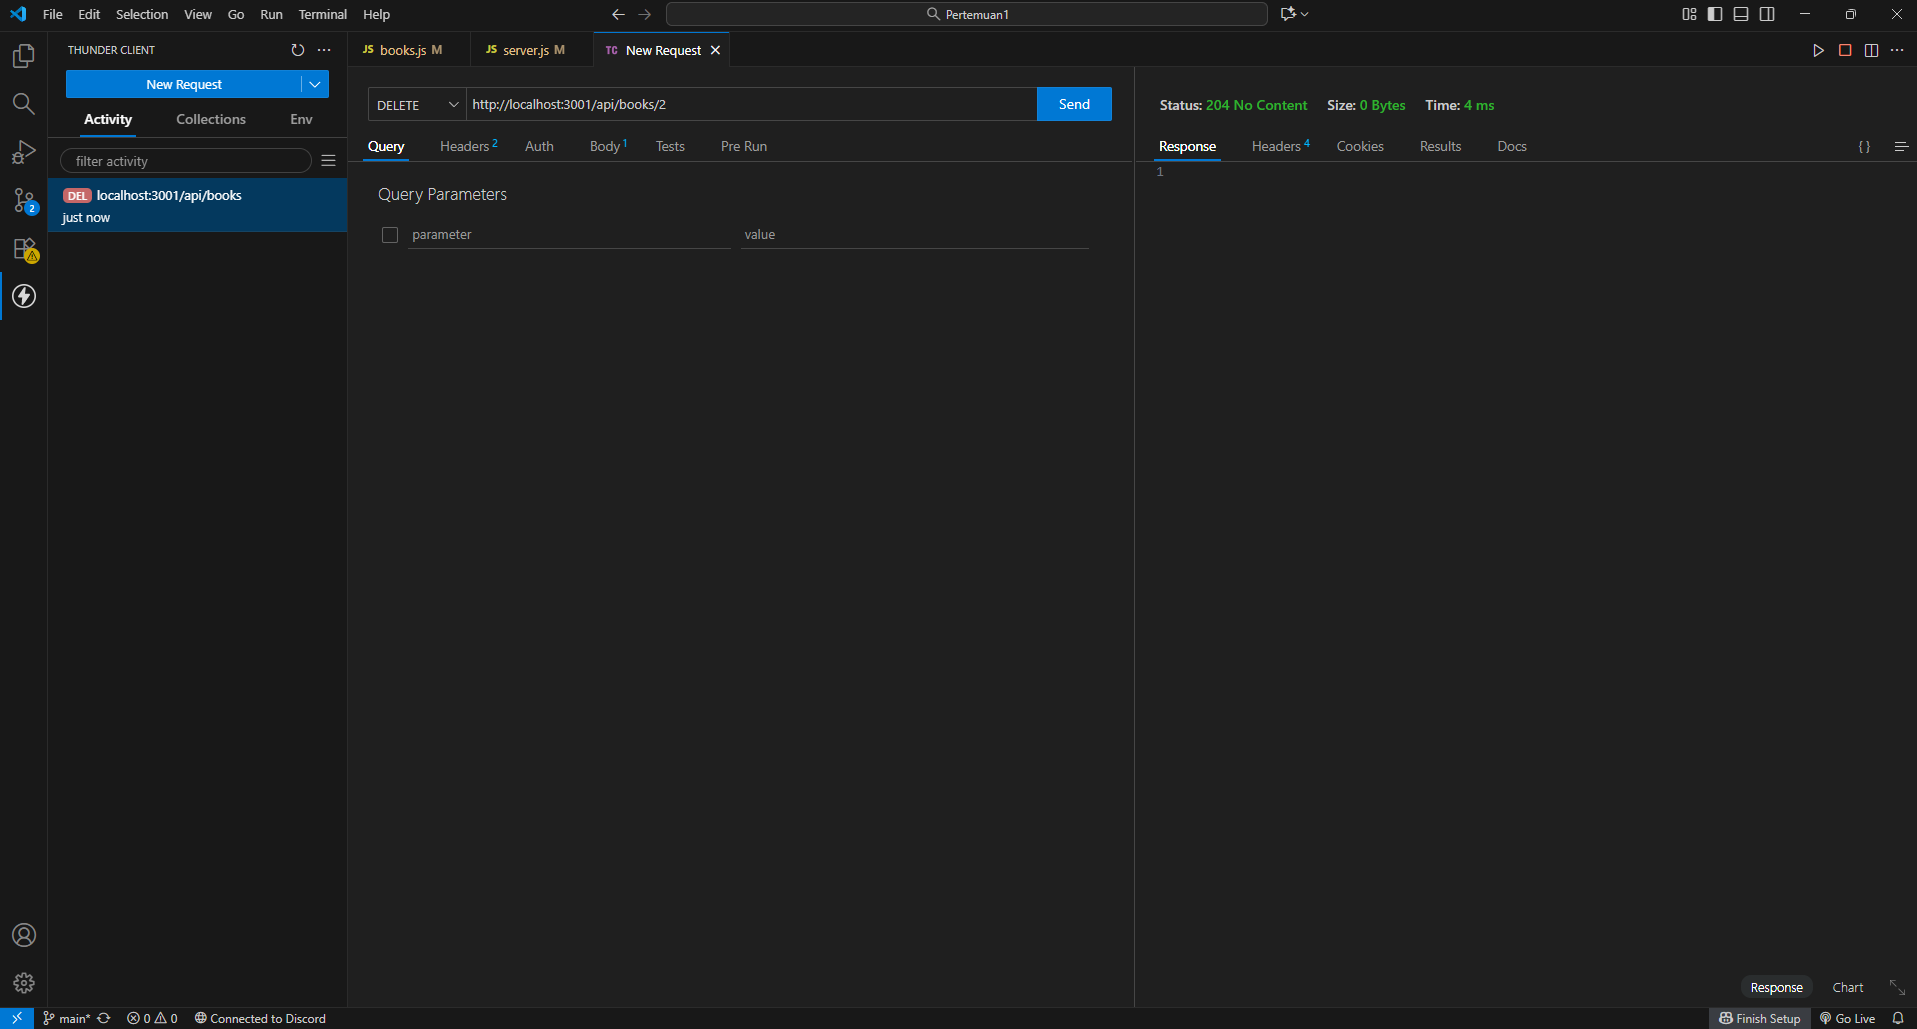 File Edit Selection View Go Run Terminal Help
Pertemuan1
THUNDER CLIENT
New Request
Activity Collections Env
filter activity
DEL localhost:3001/api/books
just now
JS books.js M
JS server.js M
TC New Request
DELETE http://localhost:3001/api/books/2 Send
Query Headers 2 Auth Body 1 Tests Pre Run
Query Parameters
parameter value
Status: 204 No Content Size: 0 Bytes Time: 4 ms
Response Headers 4 Cookies Results Docs
{ }
1
2
Response Chart
main* 0 0 Connected to Discord
Finish Setup Go Live